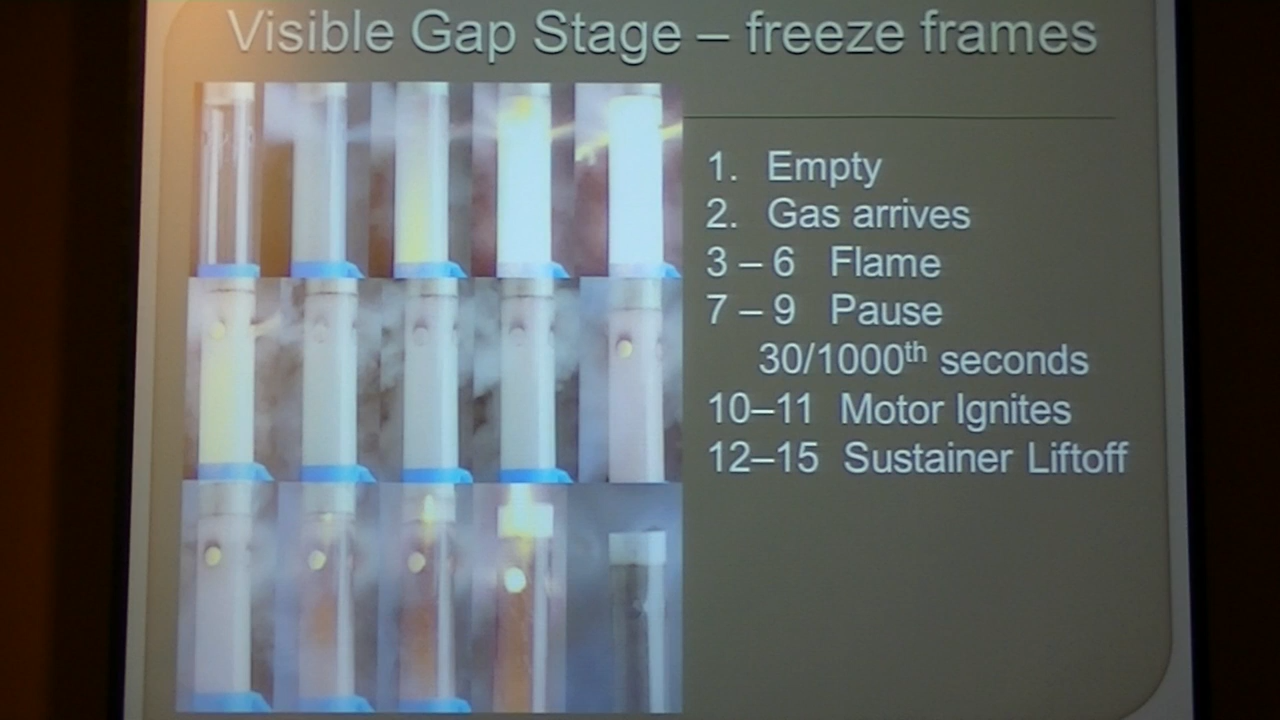 Visible Gap Stage – freeze frames
1. Empty
2. Gas arrives
3 – 6 Flame
7 – 9 Pause
30/1000th seconds
10–11 Motor Ignites
12–15 Sustainer Liftoff